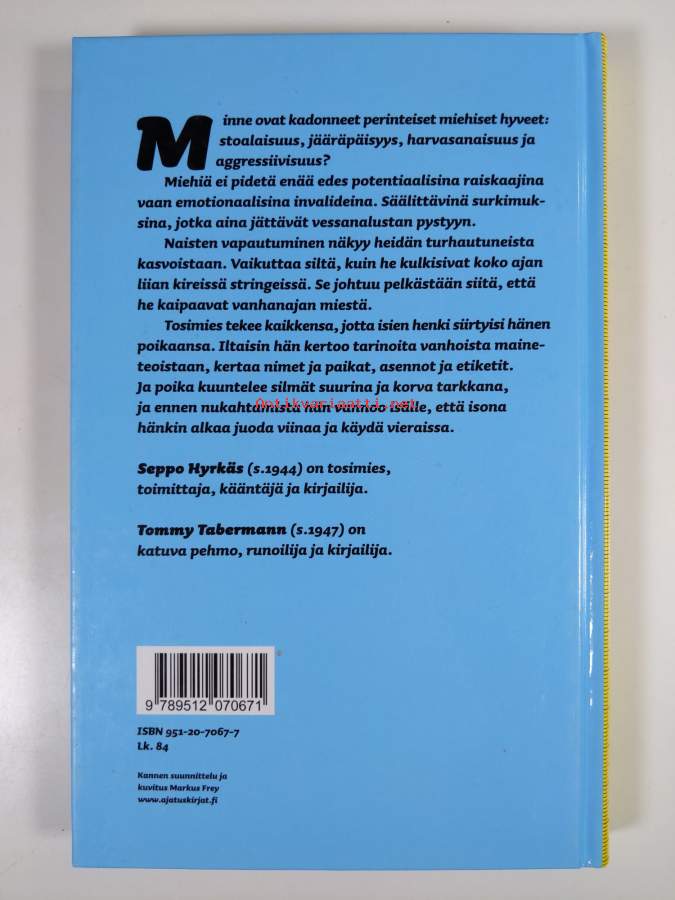 Minne ovat kadonneet perinteiset miehiset hyveet:
stoalaisuus, jääräpäisyys, harvasanaisuus ja
aggressiivisuus?
Miehiä ei pidetä enää edes potentiaalisina raiskaajina
vaan emotionaalisina invalideina. Säälittävinä surkimuk-
sina, jotka aina jättävät vessanalustan pystyyn.
Naisten vapautuminen näkyy heidän turhautuneista
kasvoistaan. Vaikuttaa siltä, kuin he kulkisivat koko ajan
liian kireissä stringeissä. Se johtuu pelkästään siitä, että
he kaipaavat vanhanajan miestä.
Tosimies tekee kaikkensa, jotta isien henki siirtyisi hänen
poikaansa. Iltaisin hän kertoo tarinoita vanhoista maine-
teoistaan, kertaa nimet ja paikat, asennot ja etiketit.
Ja poika kuuntelee silmät suurina ja korva tarkkana,
ja ennen nukahtamista hän vannoo isälle, että isona
Antikvariaatti.net
hänkin alkaa juoda viinaa ja käydä vieraissa.
Seppo Hyrkäs (s.1944) on tosimies,
toimittaja, kääntäjä ja kirjailija.
Tommy Tabermann (s.1947) on
katuva pehmo, runoilija ja kirjailija.
9 789512 070671
ISBN 951-20-7067-7
Lk. 84
Kannen suunnittelu ja
kuvitus Markus Frey
www.ajatuskirjat.fi